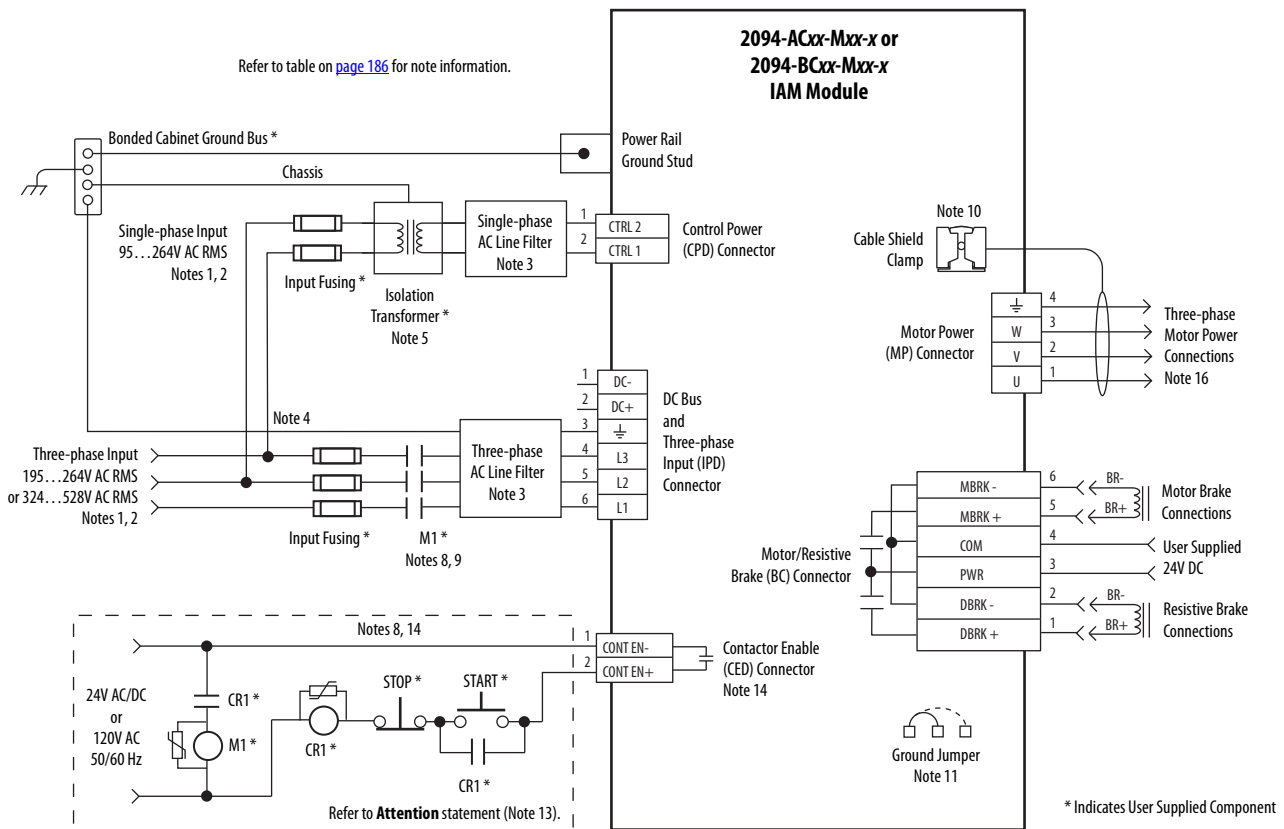 2094-ACxx-Mxx-x or
2094-BCxx-Mxx-x
IAM Module
Refer to table on page 186 for note information.
Bonded Cabinet Ground Bus *
Power Rail
Ground Stud
Chassis
Single-phase Input
95…264V AC RMS
Notes 1, 2
Input Fusing *
Isolation
Transformer *
Note 5
Single-phase
AC Line Filter
Note 3
1
2
CTRL 2
CTRL 1
Control Power
(CPD) Connector
Note 10
Cable Shield
Clamp
Motor Power
(MP) Connector
W
V
U
4
3
2
1
Three-phase
Motor Power
Connections
Note 16
Note 4
Three-phase Input
195…264V AC RMS
or 324…528V AC RMS
Notes 1, 2
Input Fusing *
M1 *
Notes 8, 9
Three-phase
AC Line Filter
Note 3
1
2
3
4
5
6
DC-
DC+
L3
L2
L1
DC Bus
and
Three-phase
Input (IPD)
Connector
Motor/Resistive
Brake (BC) Connector
MBRK -
MBRK +
COM
PWR
DBRK -
DBRK +
6
5
4
3
2
1
BR-
BR+
Motor Brake
Connections
User Supplied
24V DC
BR-
BR+
Resistive Brake
Connections
Notes 8, 14
24V AC/DC
or
120V AC
50/60 Hz
CR1 *
M1 *
CR1 *
STOP *
START *
CR1 *
Refer to Attention statement (Note 13).
1
2
CONT EN-
CONT EN+
Contactor Enable
(CED) Connector
Note 14
Ground Jumper
Note 11
* Indicates User Supplied Component